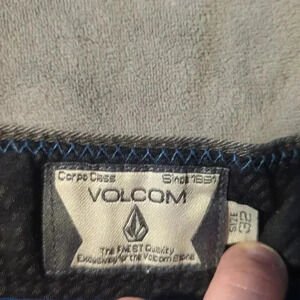 Corpo Class Since 1991
VOLCOM
The FINEST Quality
Exclusively for the Volcom Stone
SIZE 32